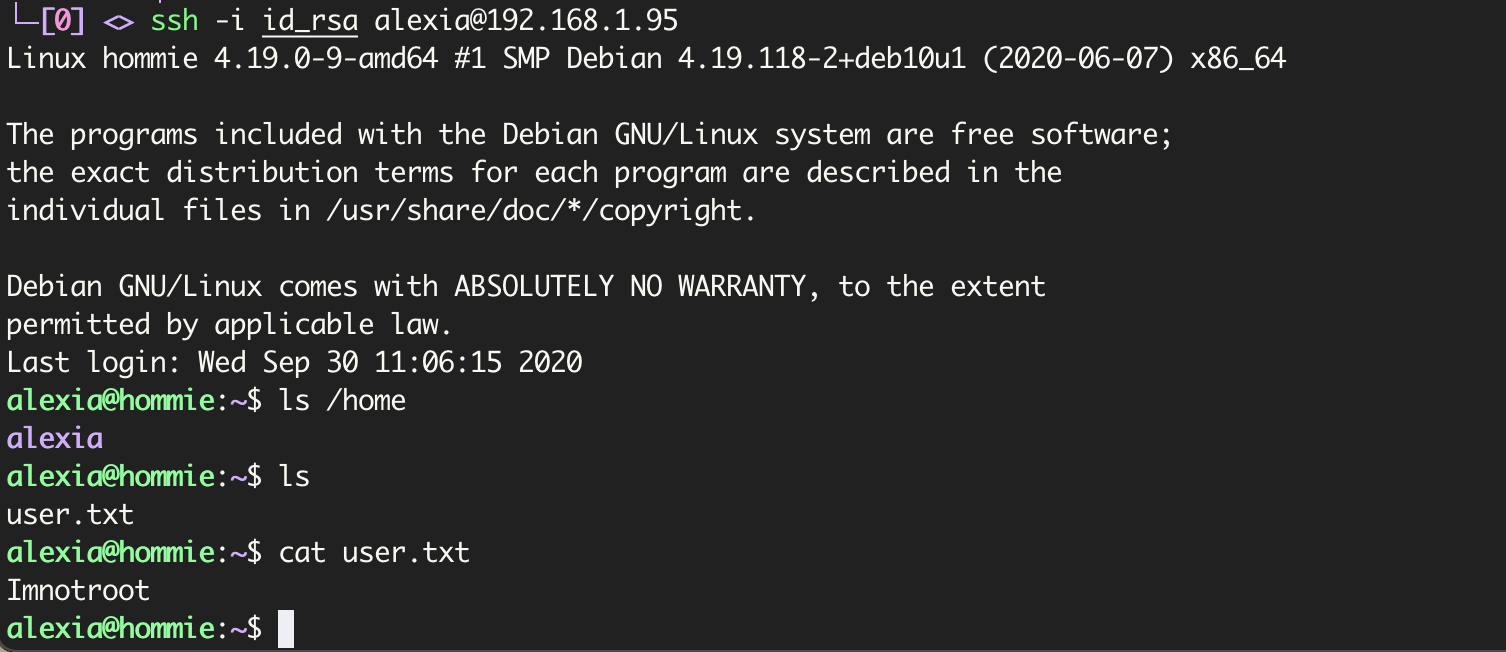 └─[0] <> ssh -i id_rsa alexia@192.168.1.95
Linux hommie 4.19.0-9-amd64 #1 SMP Debian 4.19.118-2+deb10u1 (2020-06-07) x86_64
The programs included with the Debian GNU/Linux system are free software;
the exact distribution terms for each program are described in the
individual files in /usr/share/doc/*/copyright.
Debian GNU/Linux comes with ABSOLUTELY NO WARRANTY, to the extent
permitted by applicable law.
Last login: Wed Sep 30 11:06:15 2020
alexia@hommie:~$ ls /home
alexia
alexia@hommie:~$ ls
user.txt
alexia@hommie:~$ cat user.txt
Imnotroot
alexia@hommie:~$